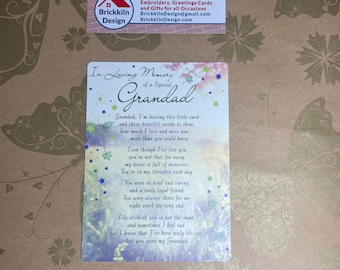 Brickkiln
Design
Embroidery, Greetings Cards
and Gifts for all Occasions
BrickkilnDesign@gmail.com
BrickkilnDesign
In Loving Memory
of a Special
Grandad
Grandad, I'm leaving this little card
and these heartfelt words to show
how much I love and miss you...
more than you could know
Even though I've lost you
you're not that far away
my heart is full of memories
You're in my thoughts each day
You were so kind and caring
and a truly loyal friend
You were always there for me
right until the very end.
Life without you is not the same
and sometimes I feel sad
but I know that I've been truly blessed
that you were my Grandad.